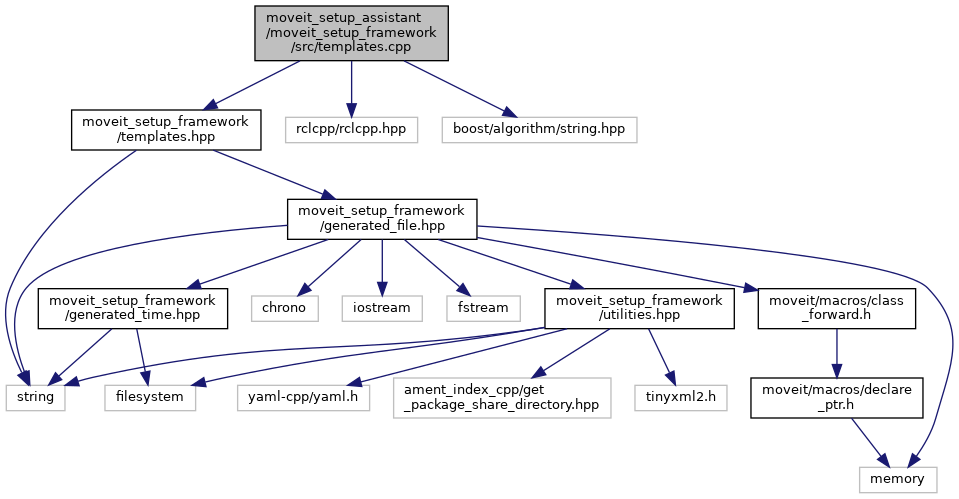 moveit_setup_assistant
/moveit_setup_framework
/src/templates.cpp
moveit_setup_framework
/templates.hpp
rclcpp/rclcpp.hpp
boost/algorithm/string.hpp
moveit_setup_framework
/generated_file.hpp
moveit_setup_framework
/generated_time.hpp
chrono
iostream
fstream
moveit_setup_framework
/utilities.hpp
moveit/macros/class
_forward.h
string
filesystem
yaml-cpp/yaml.h
ament_index_cpp/get
_package_share_directory.hpp
tinyxml2.h
moveit/macros/declare
_ptr.h
memory